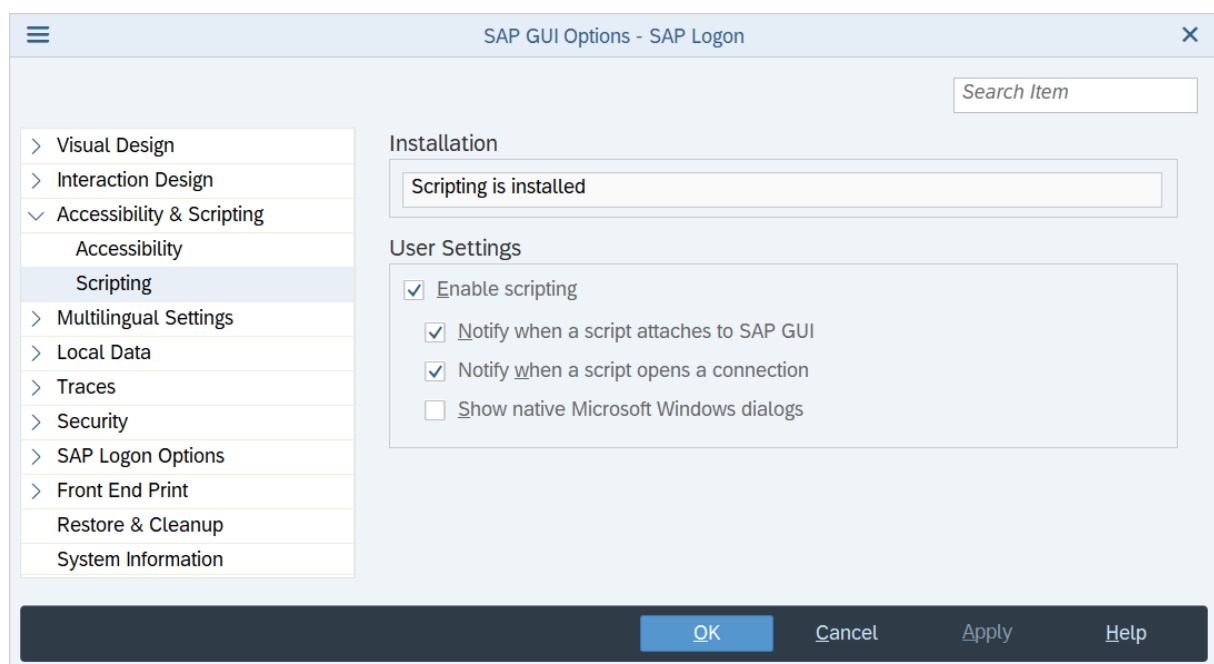 SAP GUI Options - SAP Logon
Search Item
Visual Design
Interaction Design
Accessibility & Scripting
Accessibility
Scripting
Multilingual Settings
Local Data
Traces
Security
SAP Logon Options
Front End Print
Restore & Cleanup
System Information
Installation
Scripting is installed
User Settings
Enable scripting
Notify when a script attaches to SAP GUI
Notify when a script opens a connection
Show native Microsoft Windows dialogs
OK Cancel Apply Help